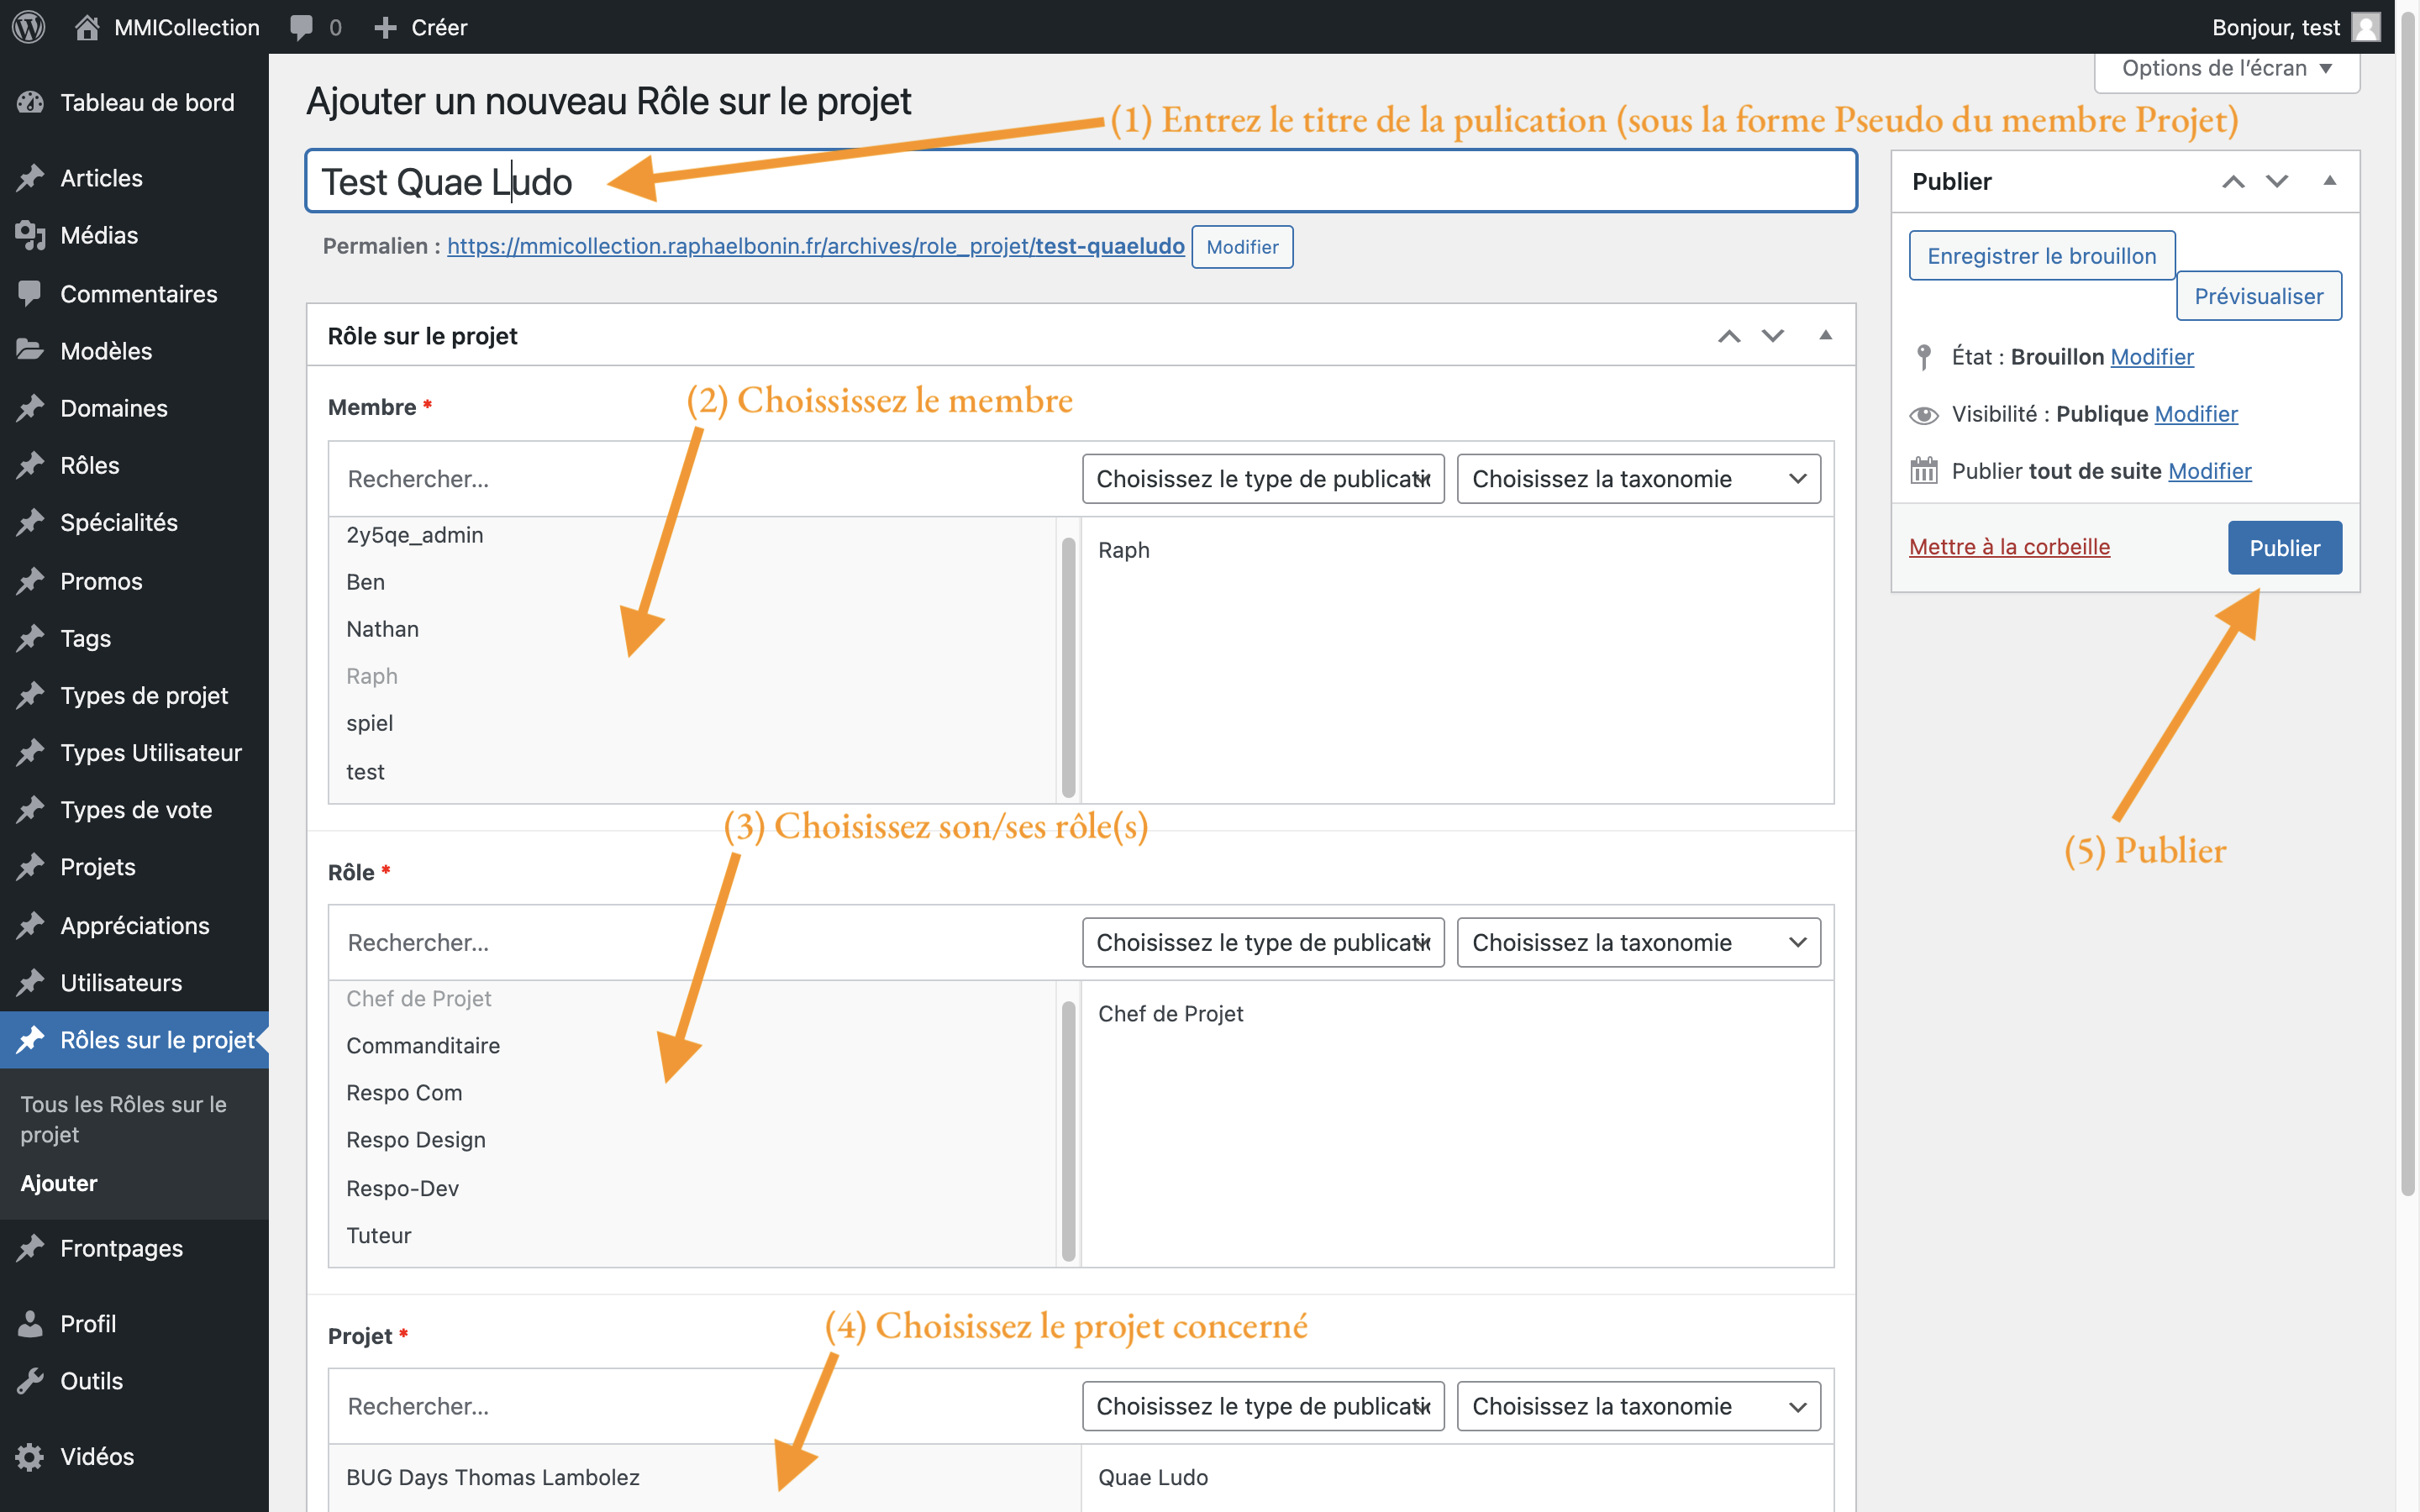 MMICollection
0
Créer
Bonjour, test
Tableau de bord
Articles
Médias
Commentaires
Modèles
Domaines
Rôles
Spécialités
Promos
Tags
Types de projet
Types Utilisateur
Types de vote
Projets
Appréciations
Utilisateurs
Rôles sur le projet
Tous les Rôles sur le
projet
Ajouter
Frontpages
Profil
Outils
Vidéos
Options de l'écran
Ajouter un nouveau Rôle sur le projet
(1) Entrez le titre de la pulication (sous la forme Pseudo du membre Projet)
Test Quae Ludo
Permalien : https://mmicollection.raphaelbonin.fr/archives/role_projet/test-quaeludo Modifier
Rôle sur le projet
Membre *
(2) Choississez le membre
Rechercher...
Choisissez le type de publicati
Choisissez la taxonomie
2y5qe_admin
Ben
Nathan
Raph
spiel
test
Raph
(3) Choisissez son/ses rôle(s)
Rôle *
Rechercher...
Choisissez le type de publicati
Choisissez la taxonomie
Chef de Projet
Commanditaire
Respo Com
Respo Design
Respo-Dev
Tuteur
Chef de Projet
(4) Choisissez le projet concerné
Projet *
Rechercher...
Choisissez le type de publicati
Choisissez la taxonomie
BUG Days Thomas Lambolez
Quae Ludo
Publier
Enregistrer le brouillon
Prévisualiser
État : Brouillon Modifier
Visibilité : Publique Modifier
Publier tout de suite Modifier
Mettre à la corbeille
Publier
(5) Publier